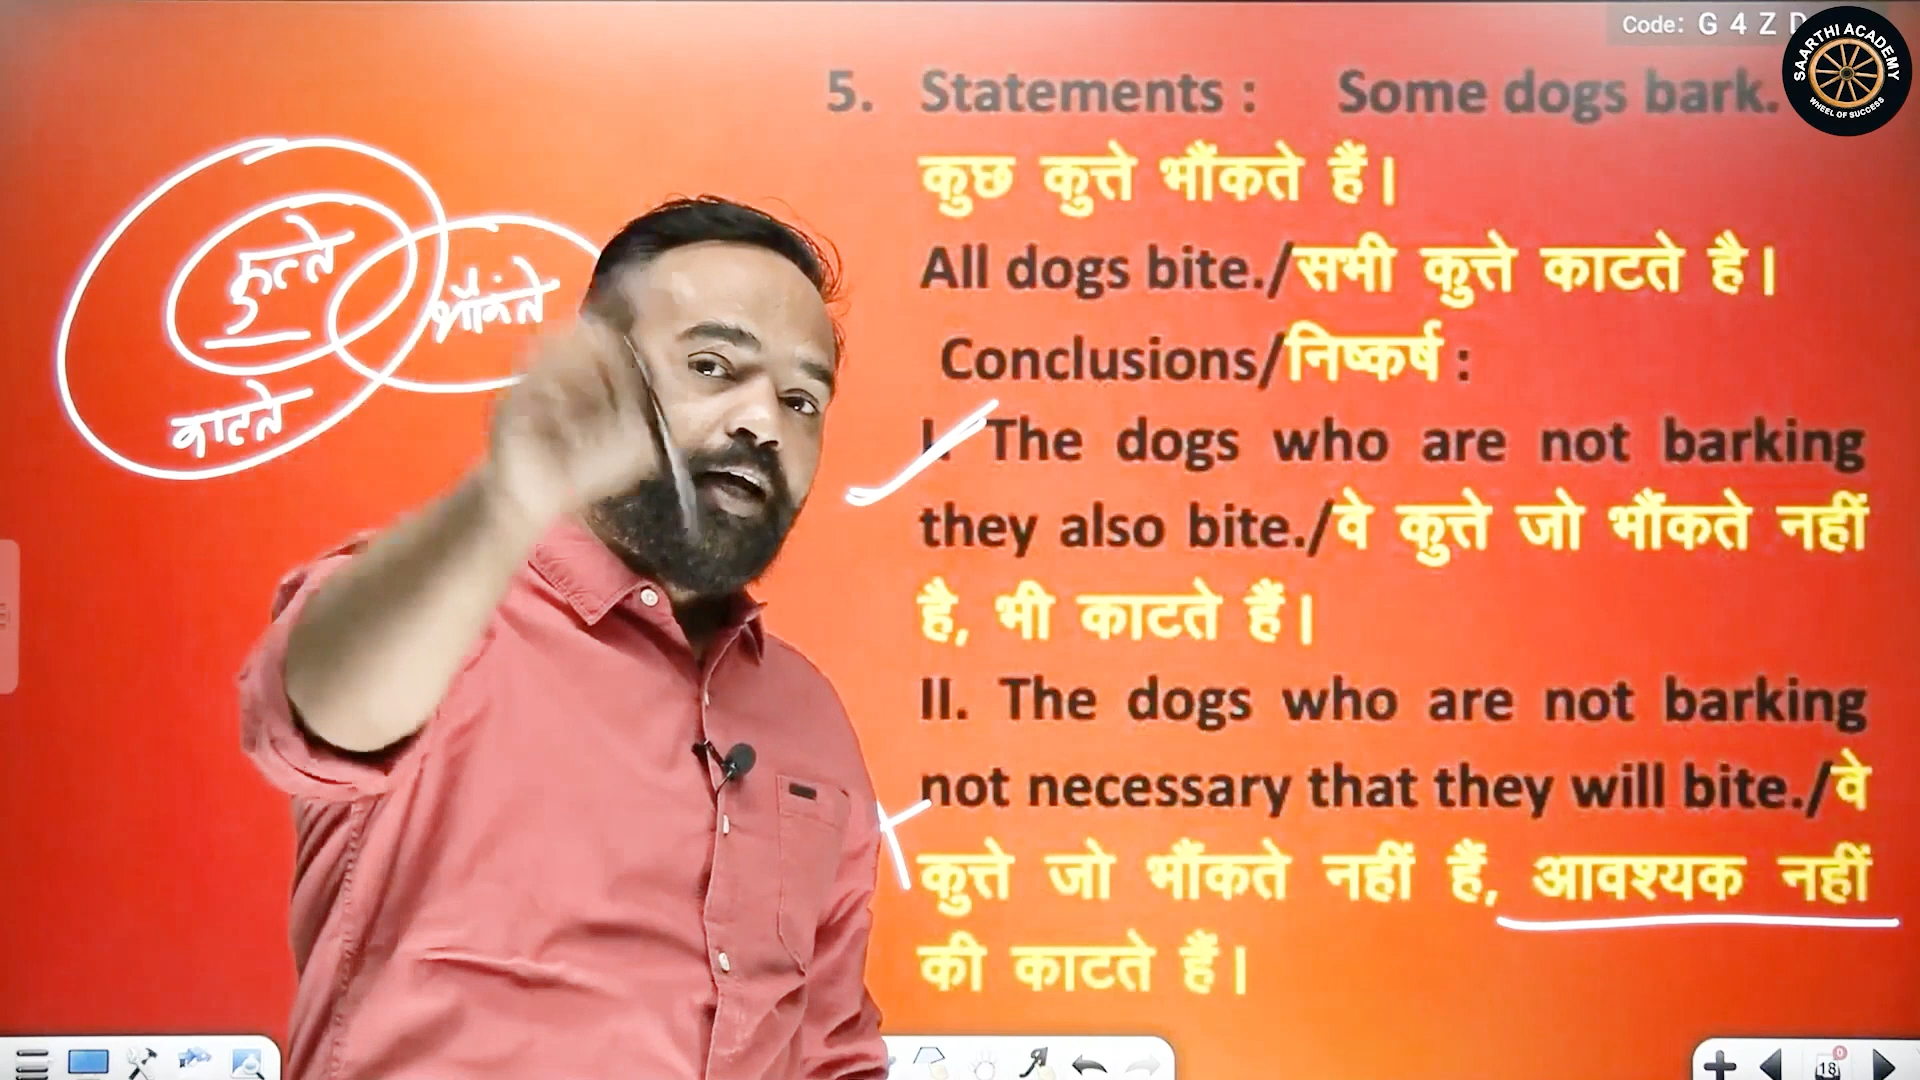 Code: G 4 Z
SAARTHI ACADEMY
WHEEL OF SUCCESS
5. Statements : Some dogs bark.
कुछ कुत्ते भौंकते हैं।
All dogs bite./सभी कुत्ते काटते है।
Conclusions/निष्कर्ष :
I. The dogs who are not barking
they also bite./वे कुत्ते जो भौंकते नहीं
है, भी काटते हैं।
II. The dogs who are not barking
not necessary that they will bite./वे
कुत्ते जो भौंकते नहीं हैं, आवश्यक नहीं
की काटते हैं।
कुत्ते
भौंकते
काटते
18
0